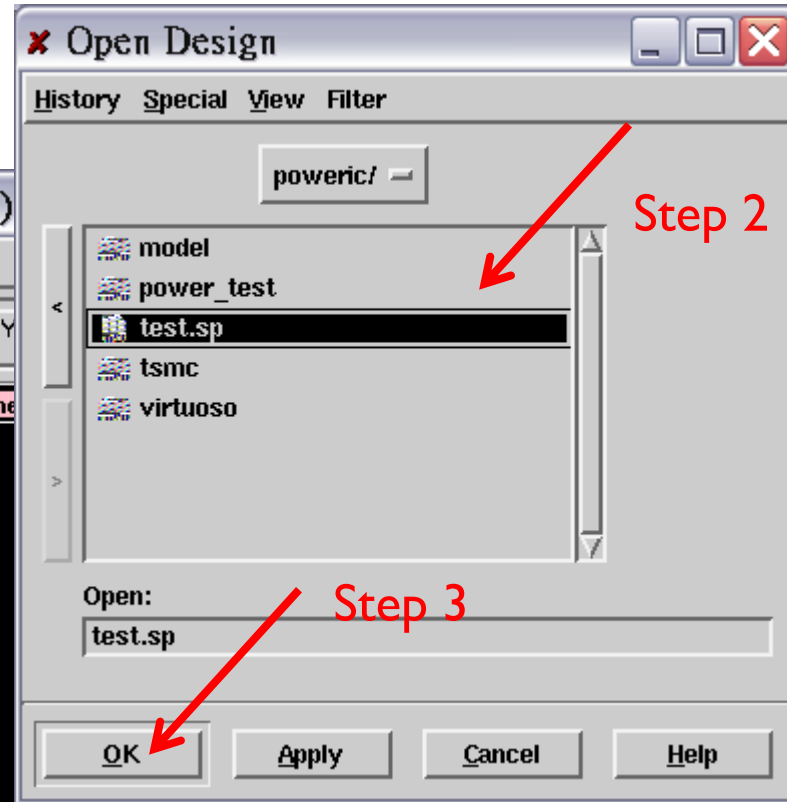 Open Design
History Special View Filter
poweric/
Step 2
model
power_test
test.sp
tsmc
virtuoso
<
>
Open:
Step 3
test.sp
OK Apply Cancel Help
)
Y